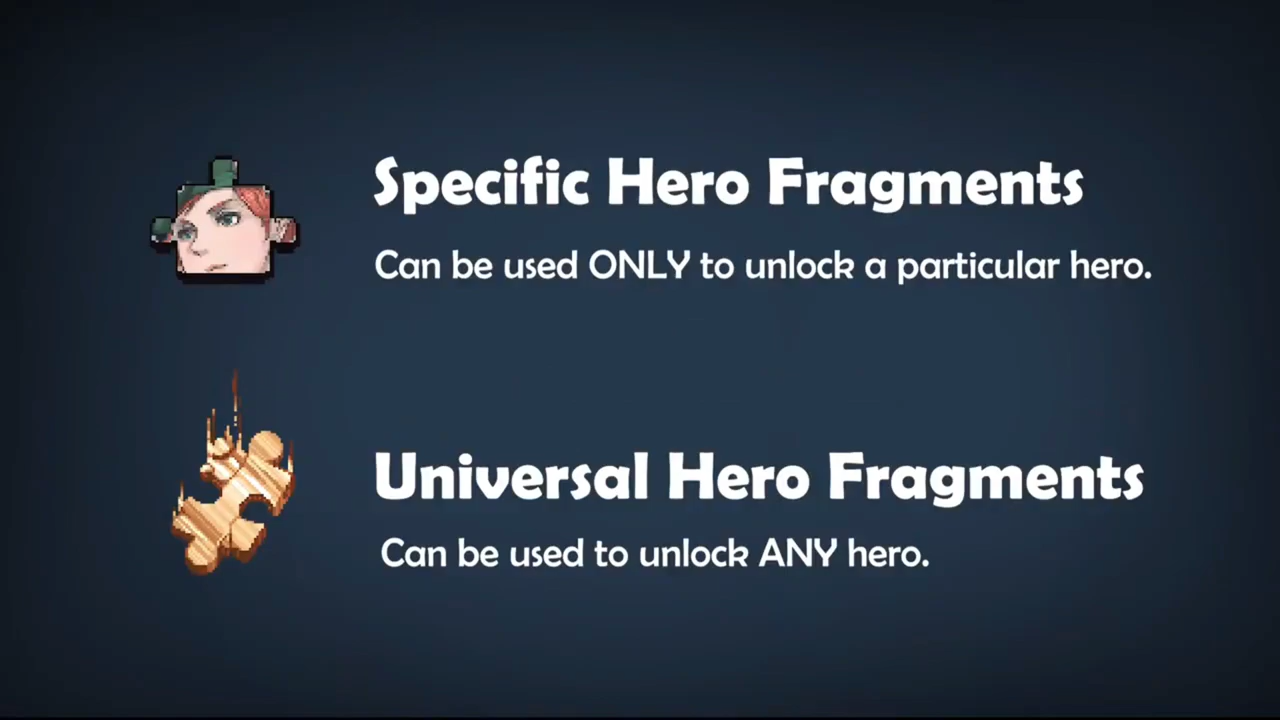 Specific Hero Fragments
Can be used ONLY to unlock a particular hero.
Universal Hero Fragments
Can be used to unlock ANY hero.